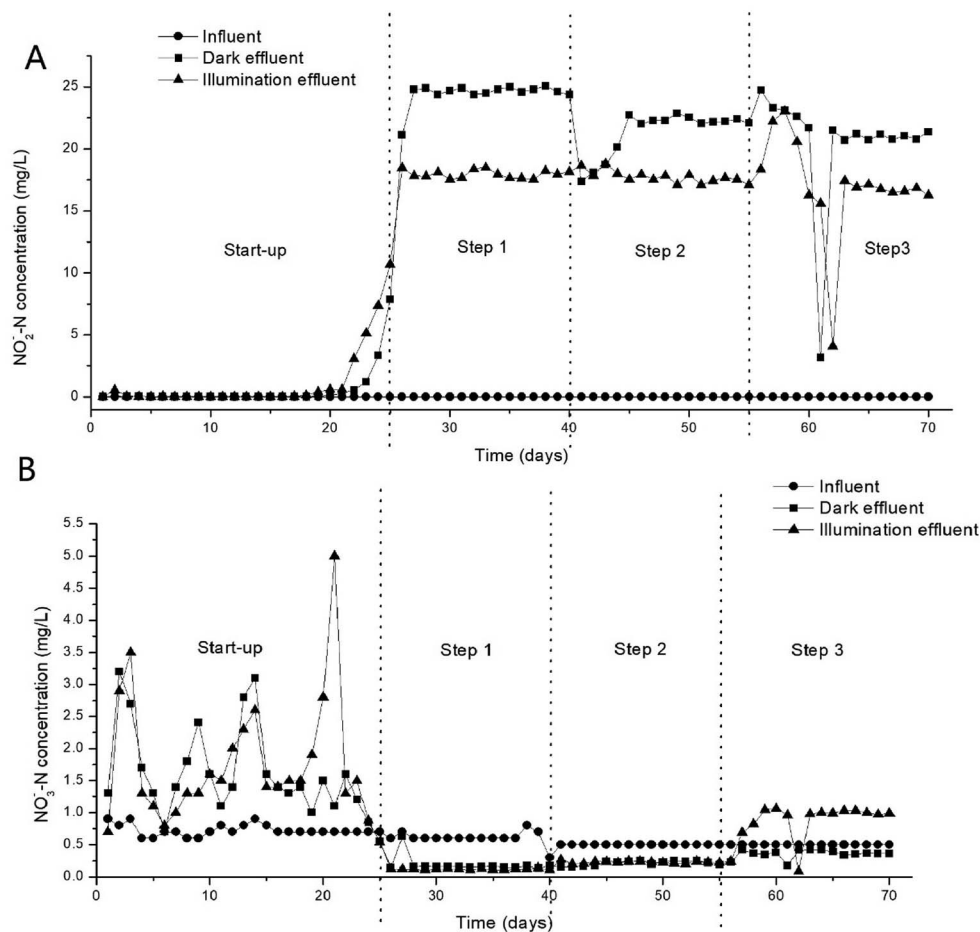 A
Influent
Dark effluent
Illumination effluent
25
20
15
10
5
0
NO₂⁻-N concentration (mg/L)
Start-up
Step 1
Step 2
Step3
0 10 20 30 40 50 60 70
Time (days)
B
Influent
Dark effluent
Illumination effluent
5.5
5.0
4.5
4.0
3.5
3.0
2.5
2.0
1.5
1.0
0.5
0.0
NO₃⁻-N concentration (mg/L)
Start-up
Step 1
Step 2
Step 3
0 10 20 30 40 50 60 70
Time (days)